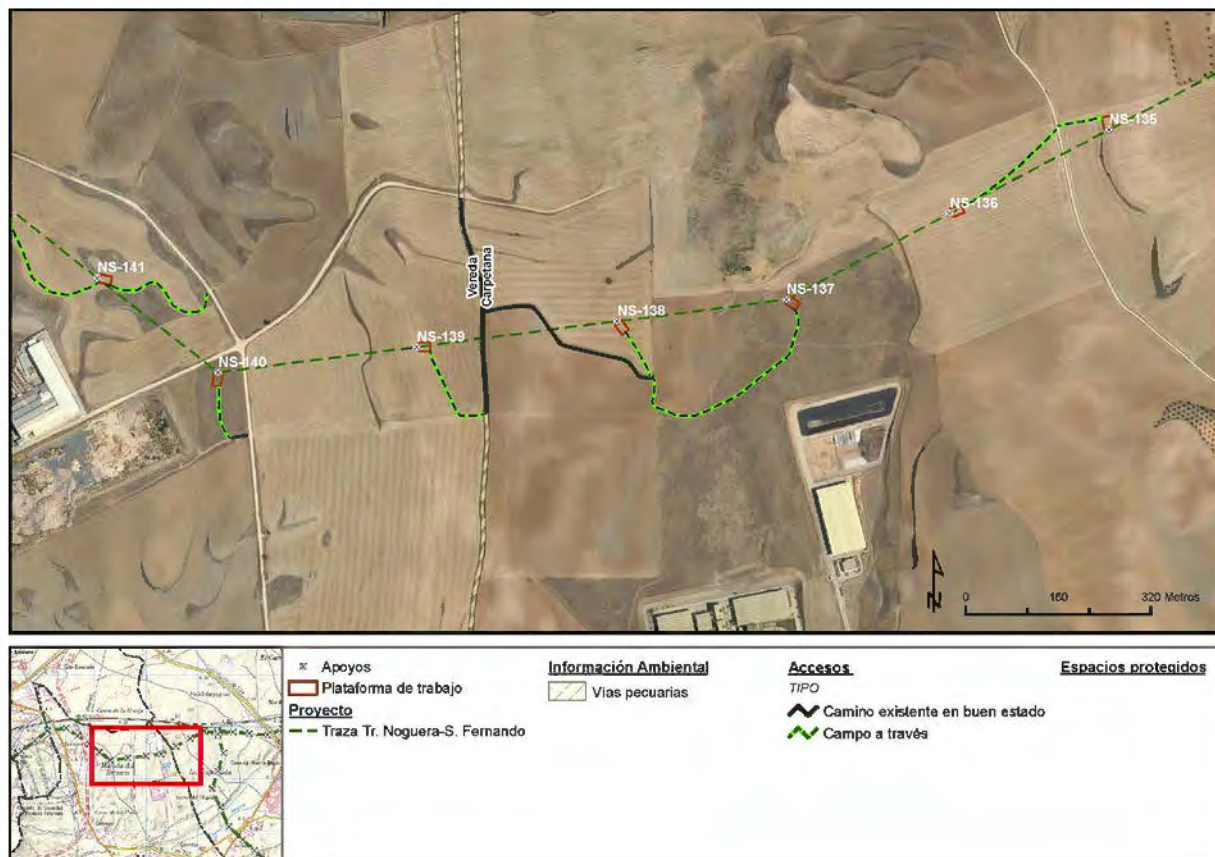 NS-135
NS-136
NS-137
NS-138
NS-139
NS-140
NS-141
Vereda
Carpetana
N
0 160 320 Metros
Apoyos
Plataforma de trabajo
Proyecto
Traza Tr. Noguera-S. Fernando
Información Ambiental
Vias pecuarias
Accesos
TIPO
Camino existente en buen estado
Campo a través
Espacios protegidos